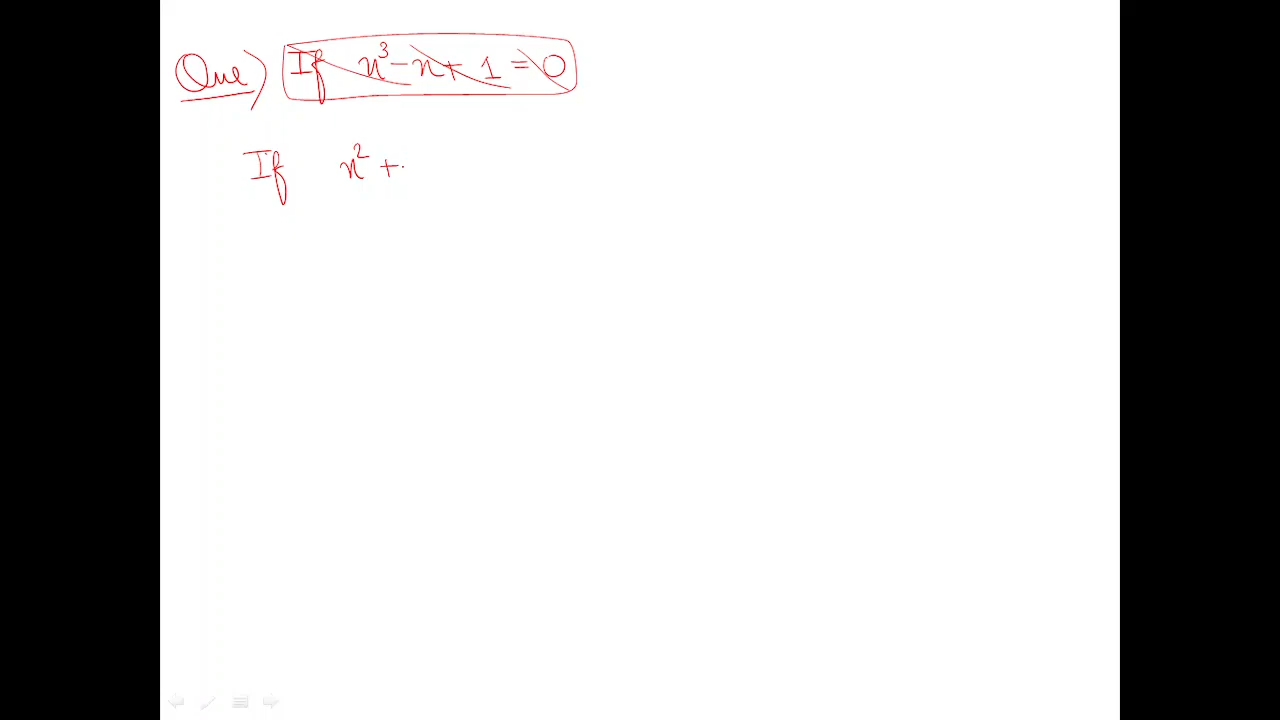 Que) If x³-x+1=0
If x²+